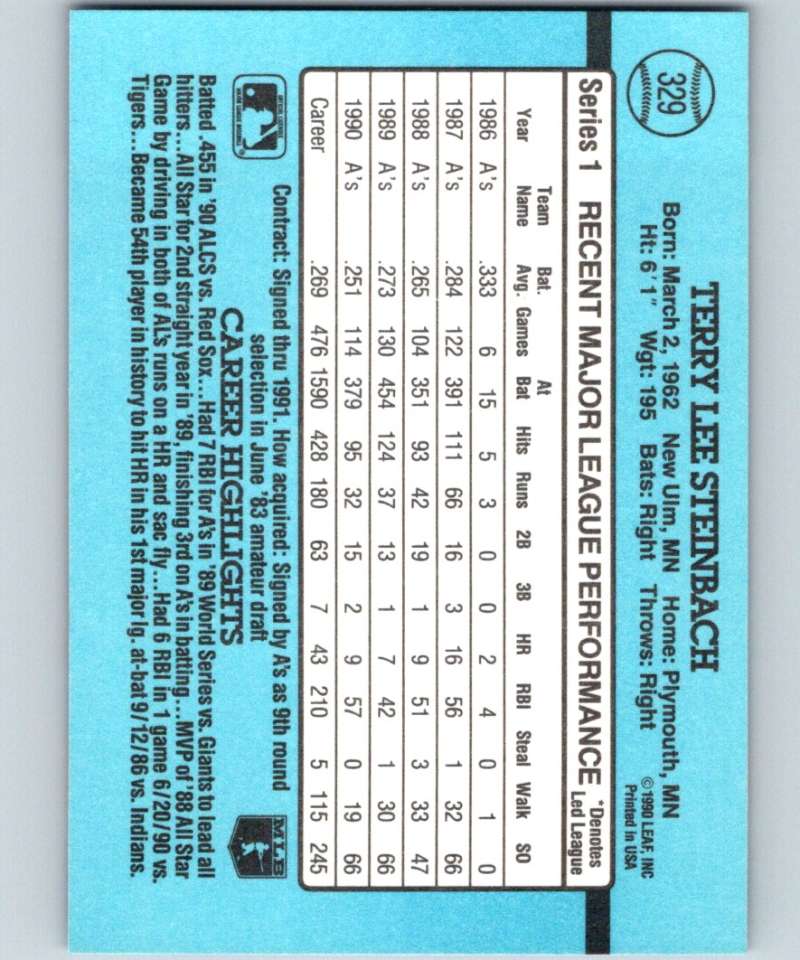 329
TERRY LEE STEINBACH
Born: March 2, 1962 New Ulm, MN Home: Plymouth, MN
Ht: 6'1" Wgt: 195 Bats: Right Throws: Right
© 1990 LEAF, INC
Printed in USA
Series 1 RECENT MAJOR LEAGUE PERFORMANCE *Denotes Led League
Year Team Name Bat. Avg. Games At Bat Hits Runs 2B 3B HR RBI Steal Walk SO
1986 A's .333 6 15 5 3 0 0 2 4 0 1 0
1987 A's .284 122 391 111 66 16 3 16 56 1 32 66
1988 A's .265 104 351 93 42 19 1 9 51 3 33 47
1989 A's .273 130 454 124 37 13 1 7 42 1 30 66
1990 A's .251 114 379 95 32 15 2 9 57 0 19 66
Career .269 476 1590 428 180 63 7 43 210 5 115 245
Contract: Signed thru 1991. How acquired: Signed by A's as 9th round
selection in June '83 amateur draft
MLB
CAREER HIGHLIGHTS
Batted .455 in '90 ALCS vs. Red Sox...Had 7 RBI for A's in '89 World Series vs. Giants to lead all
hitters...All Star for 2nd straight year in '89, finishing 3rd on A's in batting...MVP of '88 All Star
Game by driving in both of AL's runs on a HR and sac fly...Had 6 RBI in 1 game 6/20/90 vs.
Tigers...Became 54th player in history to hit HR in his 1st major lg. at-bat 9/12/86 vs. Indians.